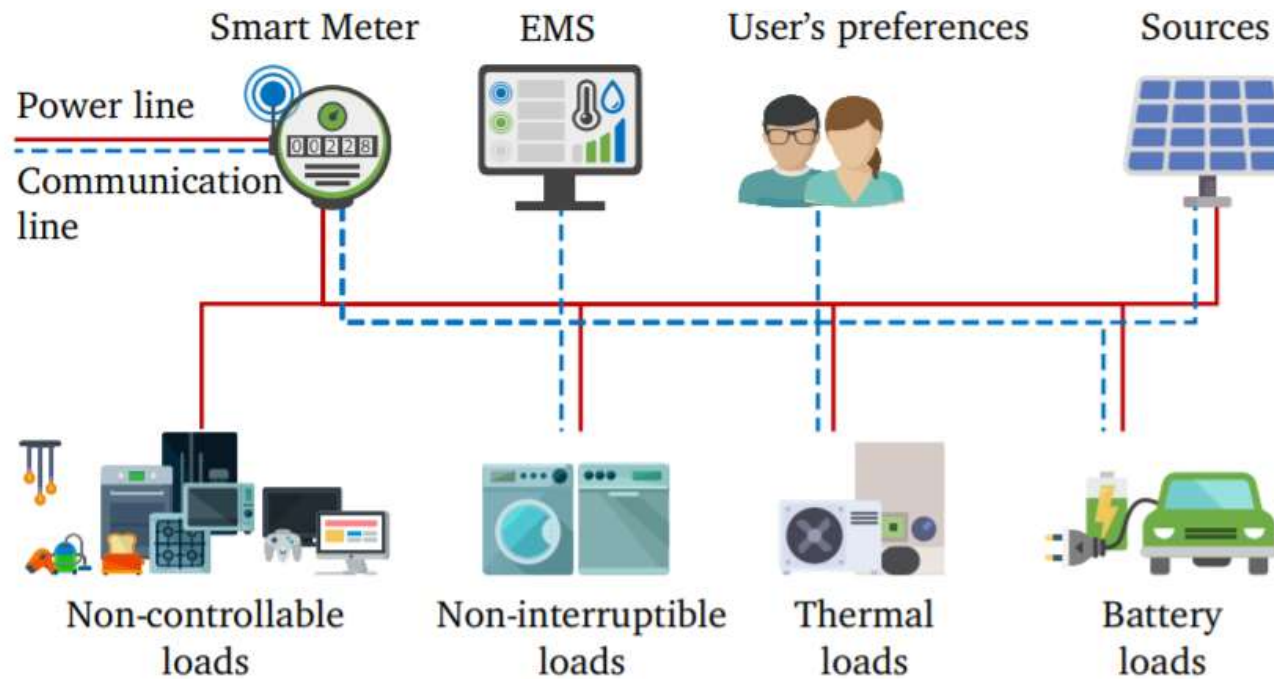 Smart Meter
EMS
User's preferences
Sources
Power line
00228
Communication
line
Non-controllable
loads
Non-interruptible
loads
Thermal
loads
Battery
loads